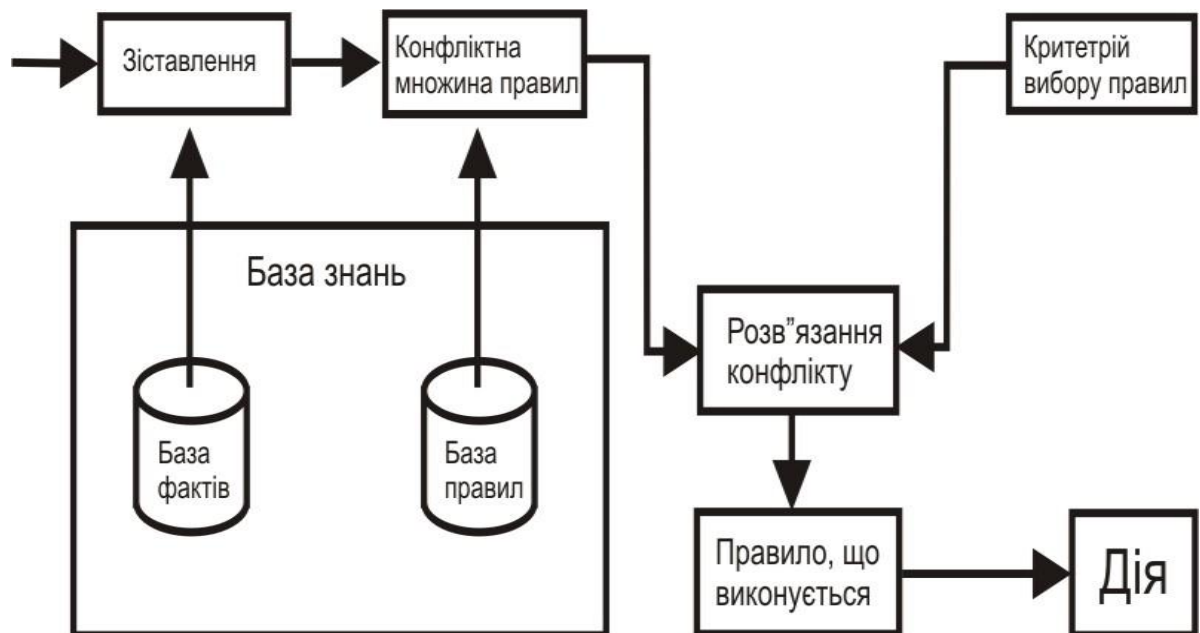 Зіставлення
Конфліктна
множина правил
Критетрій
вибору правил
База знань
База
фактів
База
правил
Розв”язання
конфлікту
Правило, що
виконується
Дія